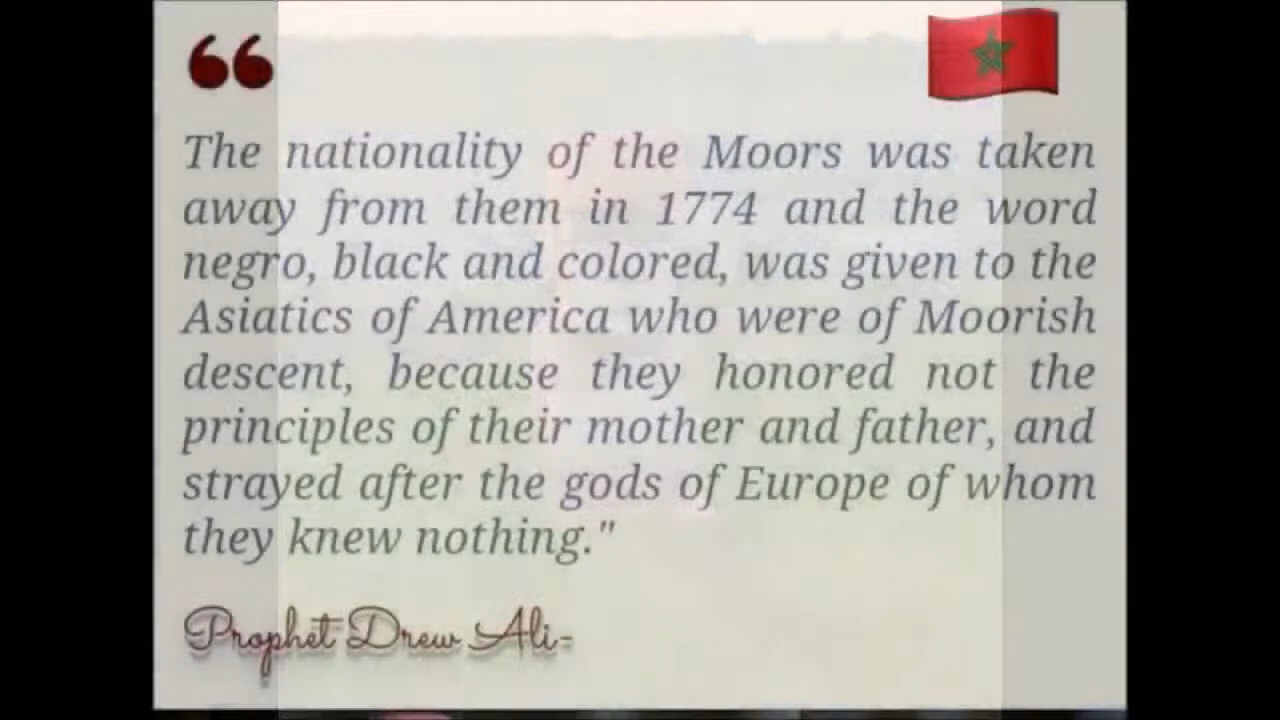 “
The nationality of the Moors was taken
away from them in 1774 and the word
negro, black and colored, was given to the
Asiatics of America who were of Moorish
descent, because they honored not the
principles of their mother and father, and
strayed after the gods of Europe of whom
they knew nothing."
Prophet Drew Ali-